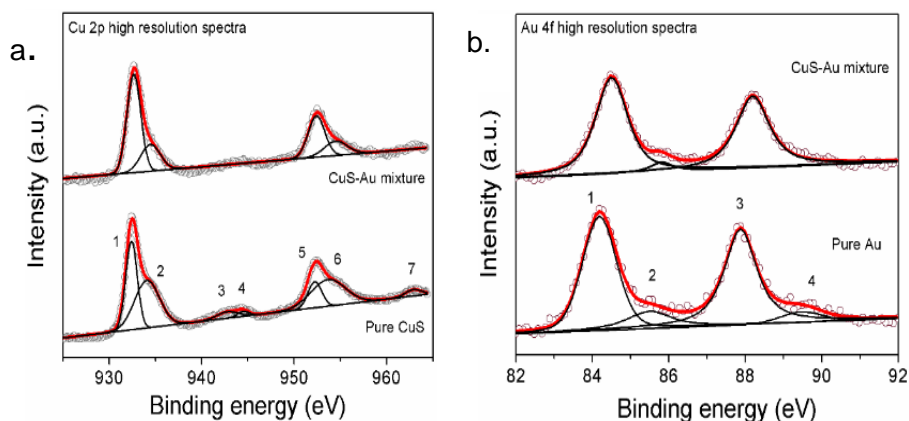 a.
Cu 2p high resolution spectra
CuS-Au mixture
1
2
3
4
5
6
7
Pure CuS
Intensity (a.u.)
930
940
950
960
Binding energy (eV)
b.
Au 4f high resolution spectra
CuS-Au mixture
1
2
3
4
Pure Au
Intensity (a.u.)
82
84
86
88
90
92
Binding energy (eV)